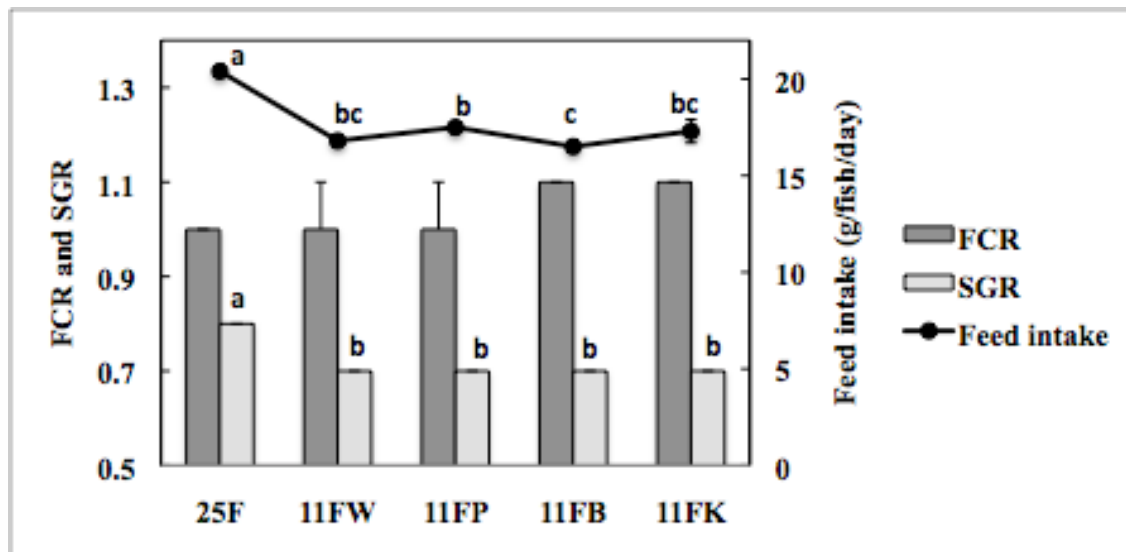 FCR and SGR
1.3
1.1
0.9
0.7
0.5
a
bc
b
c
bc
a
b
b
b
b
25F
11FW
11FP
11FB
11FK
20
15
10
5
0
Feed intake (g/fish/day)
FCR
SGR
Feed intake